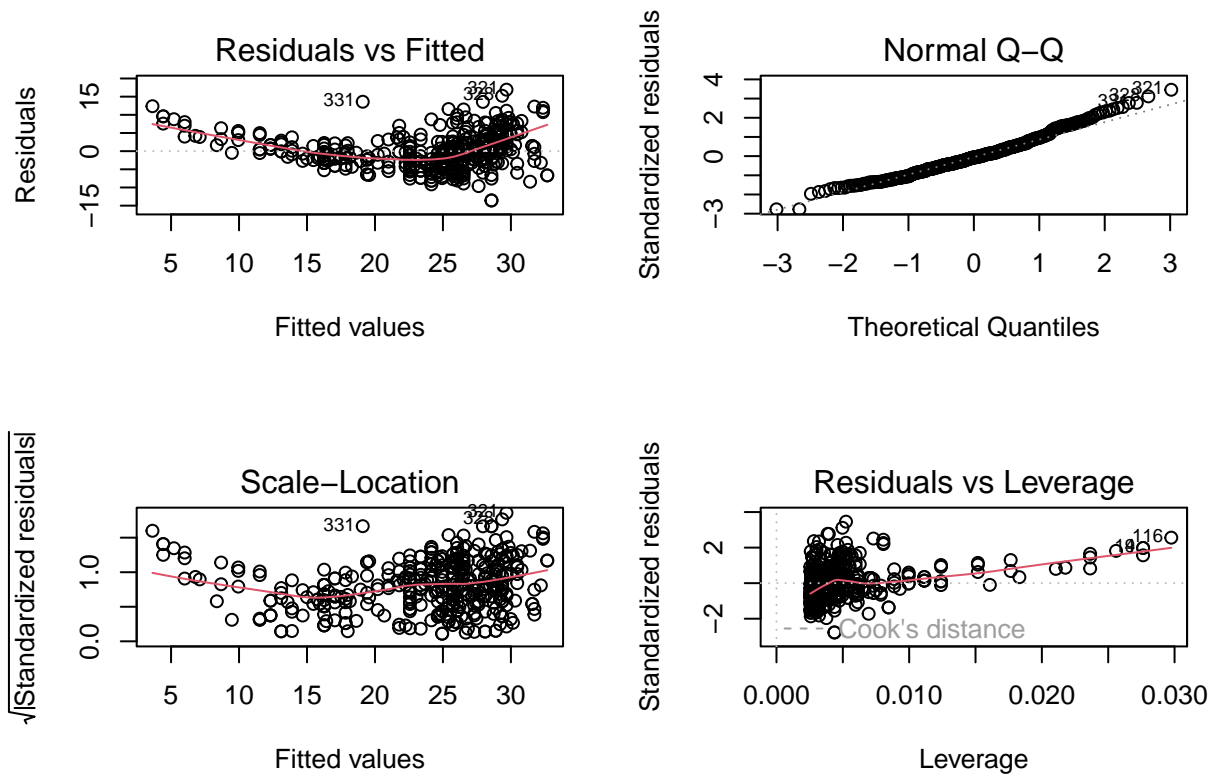 Residuals vs Fitted
Residuals
15
0
−15
331
5 10 15 20 25 30
Fitted values
Normal Q−Q
Standardized residuals
4
2
0
−3
321
−3 −2 −1 0 1 2 3
Theoretical Quantiles
Scale−Location
√|Standardized residuals|
1.0
0.0
331
5 10 15 20 25 30
Fitted values
Residuals vs Leverage
Standardized residuals
2
−2
116
Cook's distance
0.000 0.010 0.020 0.030
Leverage